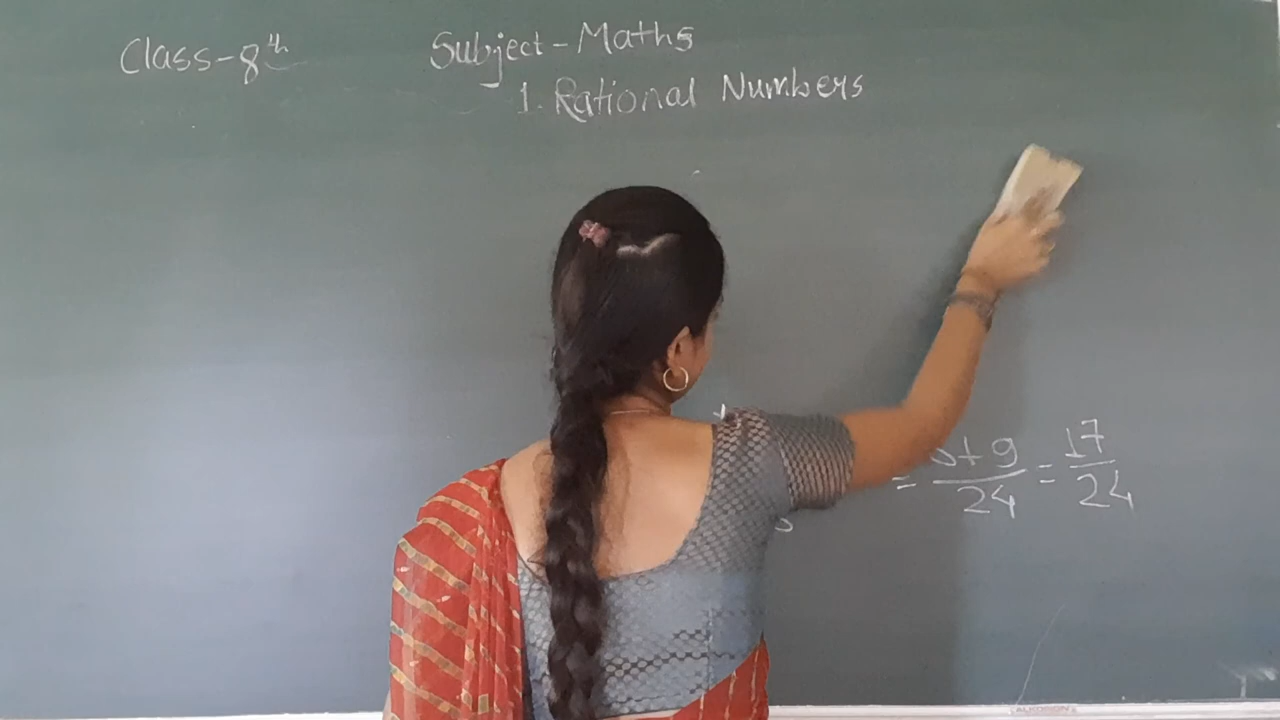 Class-8th
Subject-Maths
1. Rational Numbers
= 9/24 = 17/24